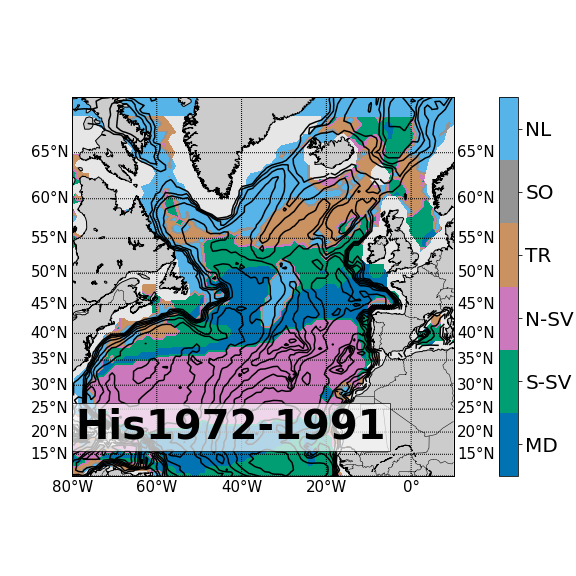 65°N 65°N
60°N 60°N
55°N 55°N
50°N 50°N
45°N 45°N
40°N 40°N
35°N 35°N
30°N 30°N
25°N 25°N
20°N 20°N
15°N 15°N
His1972-1991
80°W 60°W 40°W 20°W 0°
NL
SO
TR
N-SV
S-SV
MD